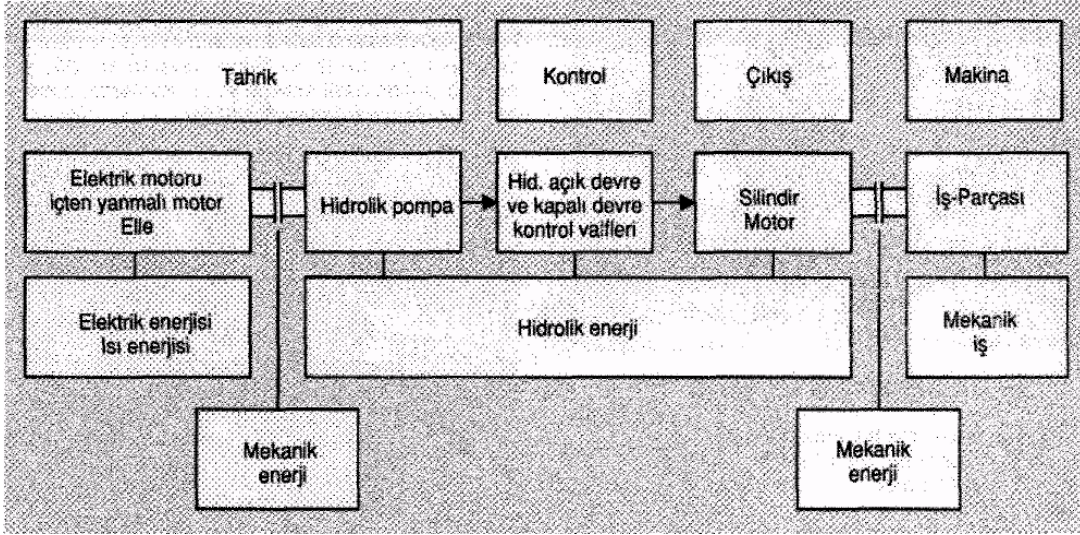 Tahrik
Kontrol
Çıkış
Makina
Elektrik motoru
içten yanmalı motor
Elle
Hidrolik pompa
Hid. açık devre
ve kapalı devre
kontrol valfleri
Silindir
Motor
İş-Parçası
Elektrik enerjisi
Isı enerjisi
Hidrolik enerji
Mekanik
iş
Mekanik
enerji
Mekanik
enerji